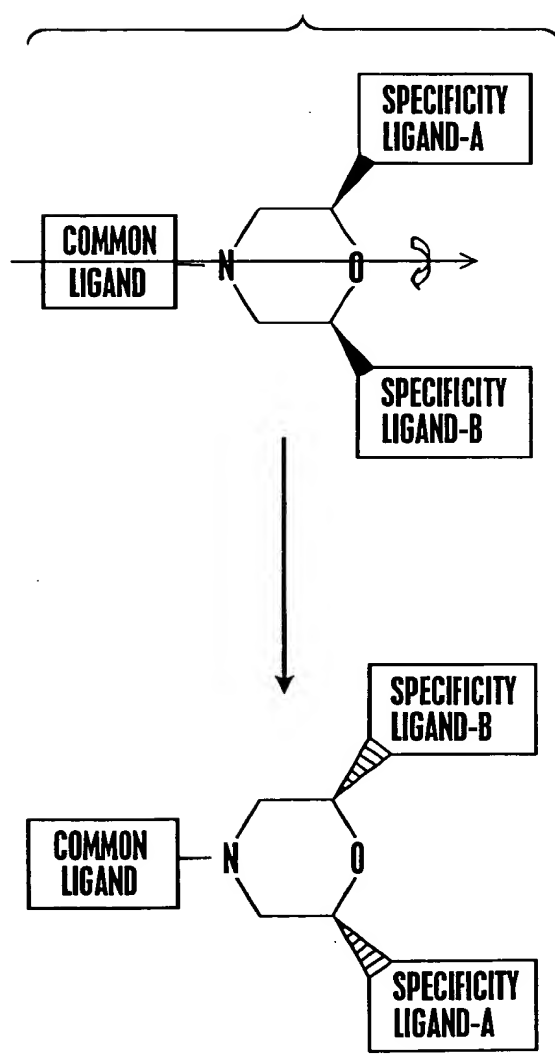 SPECIFICITY
LIGAND-A
COMMON
LIGAND
N
O
SPECIFICITY
LIGAND-B
SPECIFICITY
LIGAND-B
COMMON
LIGAND
N
O
SPECIFICITY
LIGAND-A